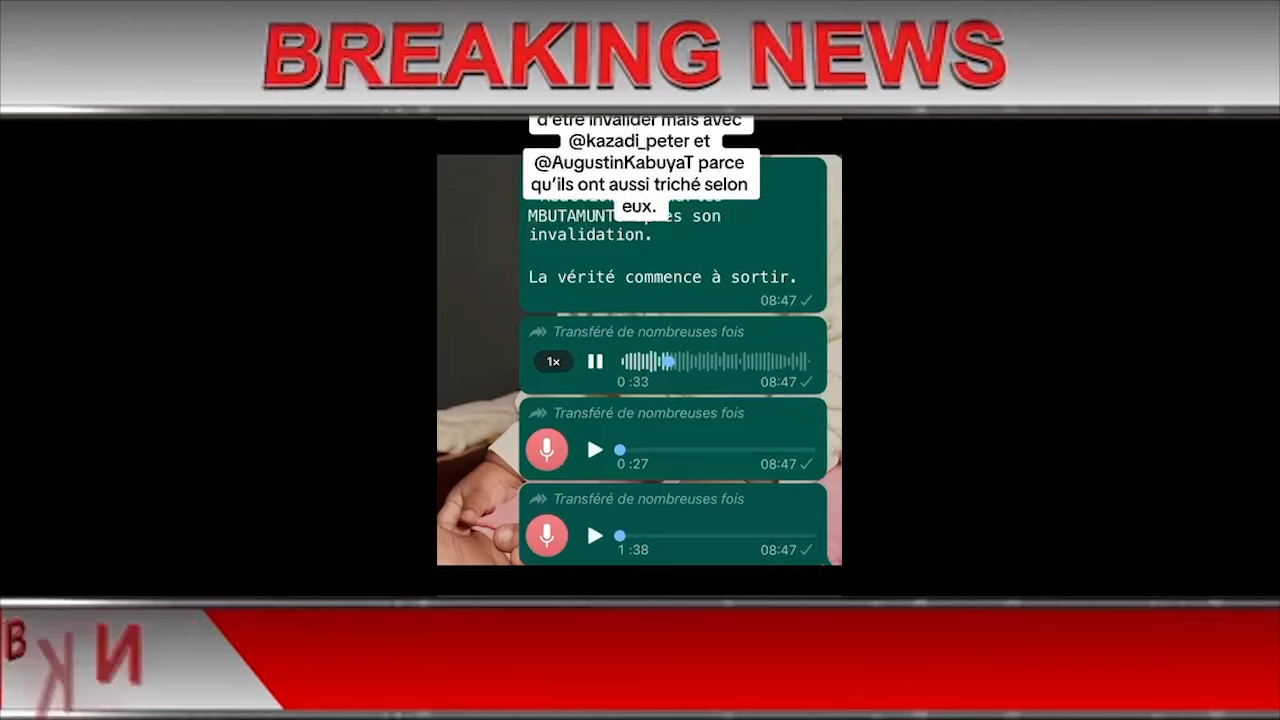 BREAKING NEWS
d'être invalider mais avec
@kazadi_peter et
@AugustinKabuyaT parce
qu'ils ont aussi triché selon
eux.
son
invalidation.
La vérité commence à sortir.
08:47
Transféré de nombreuses fois
1×
0 :33
08:47
Transféré de nombreuses fois
0 :27
08:47
Transféré de nombreuses fois
1 :38
08:47
B K N